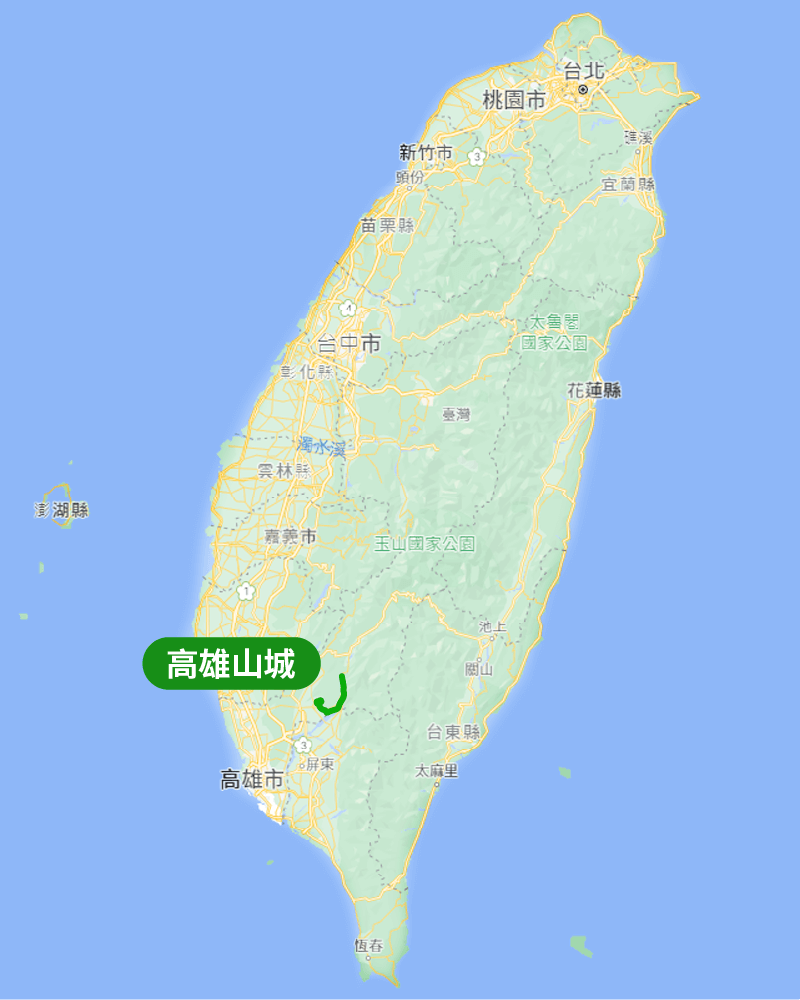 台北
桃園市
礁溪
新竹市
3
頭份
宜蘭縣
苗栗縣
4
太魯閣
國家公園
台中市
彰化縣
花蓮縣
臺灣
濁水溪
雲林縣
澎湖縣
嘉義市
玉山國家公園
1
池上
高雄山城
關山
台東縣
3
屏東
太麻里
高雄市
恆春